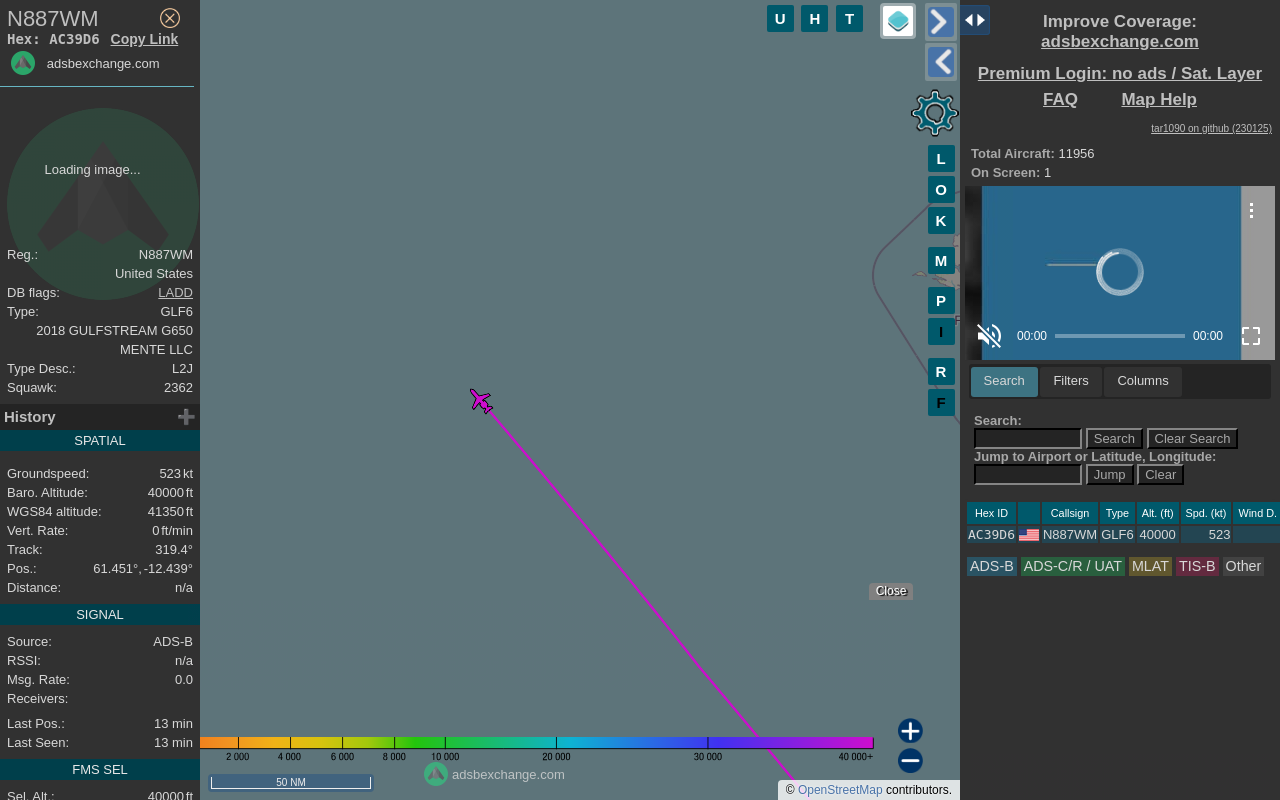 N887WM
Hex: AC39D6 Copy Link
adsbexchange.com
Loading image...
Reg.: N887WM
United States
DB flags: LADD
Type: GLF6
2018 GULFSTREAM G650
MENTE LLC
Type Desc.: L2J
Squawk: 2362
History
SPATIAL
Groundspeed: 523 kt
Baro. Altitude: 40000 ft
WGS84 altitude: 41350 ft
Vert. Rate: 0 ft/min
Track: 319.4°
Pos.: 61.451°, -12.439°
Distance: n/a
SIGNAL
Source: ADS-B
RSSI: n/a
Msg. Rate: 0.0
Receivers:
Last Pos.: 13 min
Last Seen: 13 min
FMS SEL
Sel. Alt.: 40000 ft
U H T
L
O
K
M
P
I
R
F
Close
2 000 4 000 6 000 8 000 10 000 20 000 30 000 40 000+
adsbexchange.com
50 NM
© OpenStreetMap contributors.
Improve Coverage:
adsbexchange.com
Premium Login: no ads / Sat. Layer
FAQ Map Help
tar1090 on github (230125)
Total Aircraft: 11956
On Screen: 1
00:00 00:00
Search Filters Columns
Search:
Search Clear Search
Jump to Airport or Latitude, Longitude:
Jump Clear
Hex ID Callsign Type Alt. (ft) Spd. (kt) Wind D.
AC39D6 N887WM GLF6 40000 523
ADS-B ADS-C/R / UAT MLAT TIS-B Other